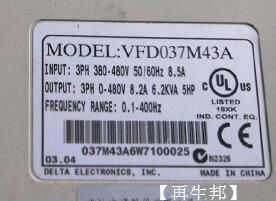 MODEL:VFD037M43A
INPUT: 3PH 380-480V 50/60Hz 8.5A
OUTPUT: 3PH 0-480V 8.2A 6.2KVA 5HP
FREQUENCY RANGE: 0.1-400Hz
C UL US
LISTED
19XK
IND. CONT. EQ.
037M43A6W7100025
03.04
N2326
DELTA ELECTRONICS, INC.
MADE IN CHINA
【再生邦】